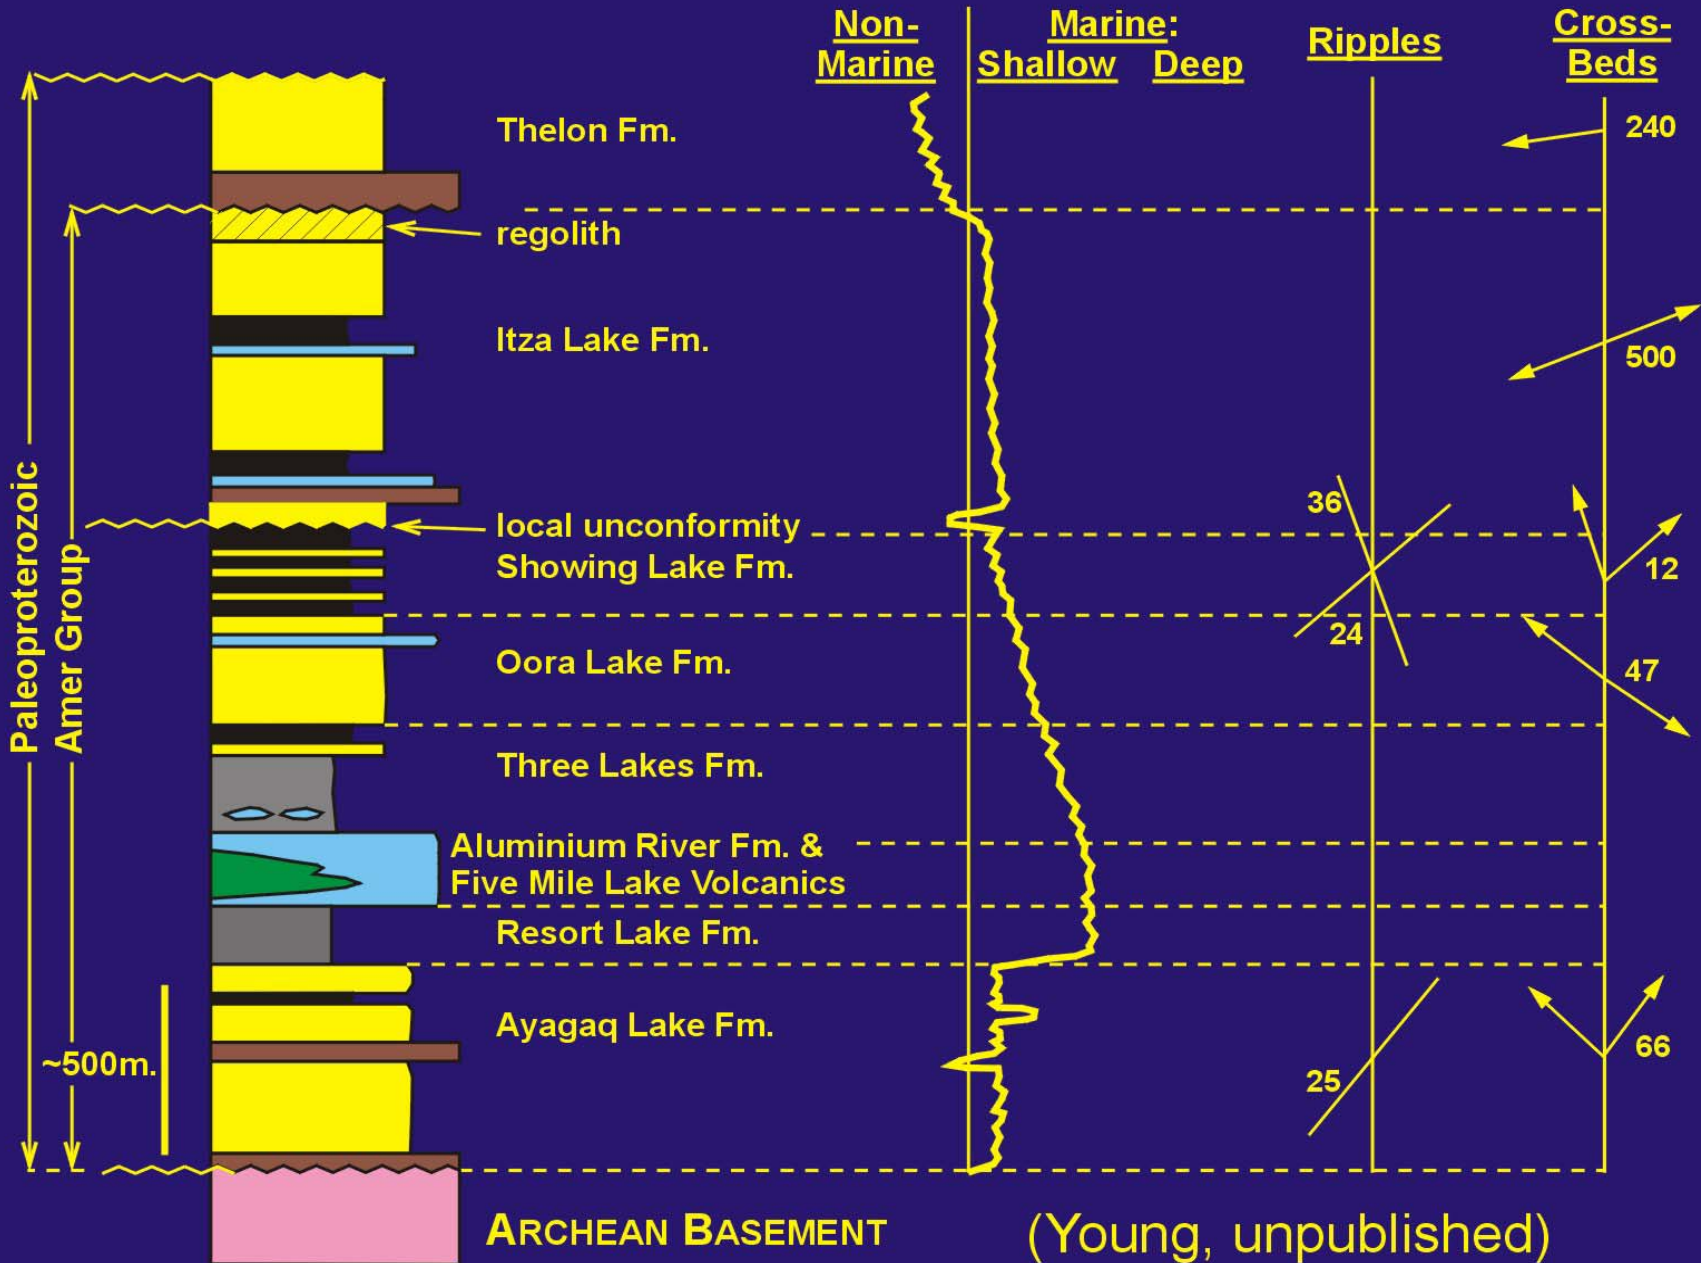 Non-
Marine
Marine:
Shallow Deep
Ripples
Cross-
Beds
Thelon Fm.
240
regolith
Itza Lake Fm.
500
36
local unconformity
Showing Lake Fm.
12
24
Oora Lake Fm.
47
Three Lakes Fm.
Aluminium River Fm. &
Five Mile Lake Volcanics
Resort Lake Fm.
Ayagaq Lake Fm.
25
66
~500m.
Paleoproterozoic
Amer Group
ARCHEAN BASEMENT
(Young, unpublished)